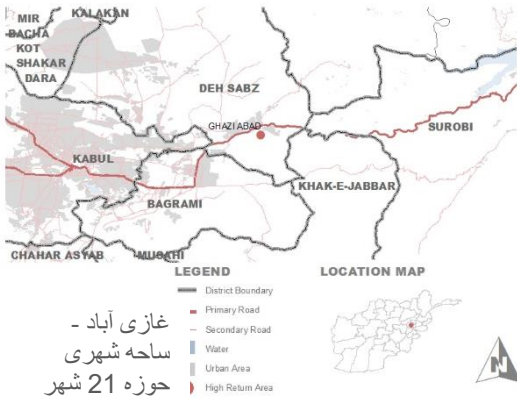 MIR
BACHA
KOT
KALAKAN
SHAKAR
DARA
DEH SABZ
GHAZI ABAD
SUROBI
KABUL
KHAK-E-JABBAR
BAGRAMI
CHAHAR ASYAB
MUSAHI
LEGEND
District Boundary
Primary Road
Secondary Road
Water
Urban Area
High Return Area
LOCATION MAP
N
غازی آباد -
ساحه شهری
حوزه 21 شهر